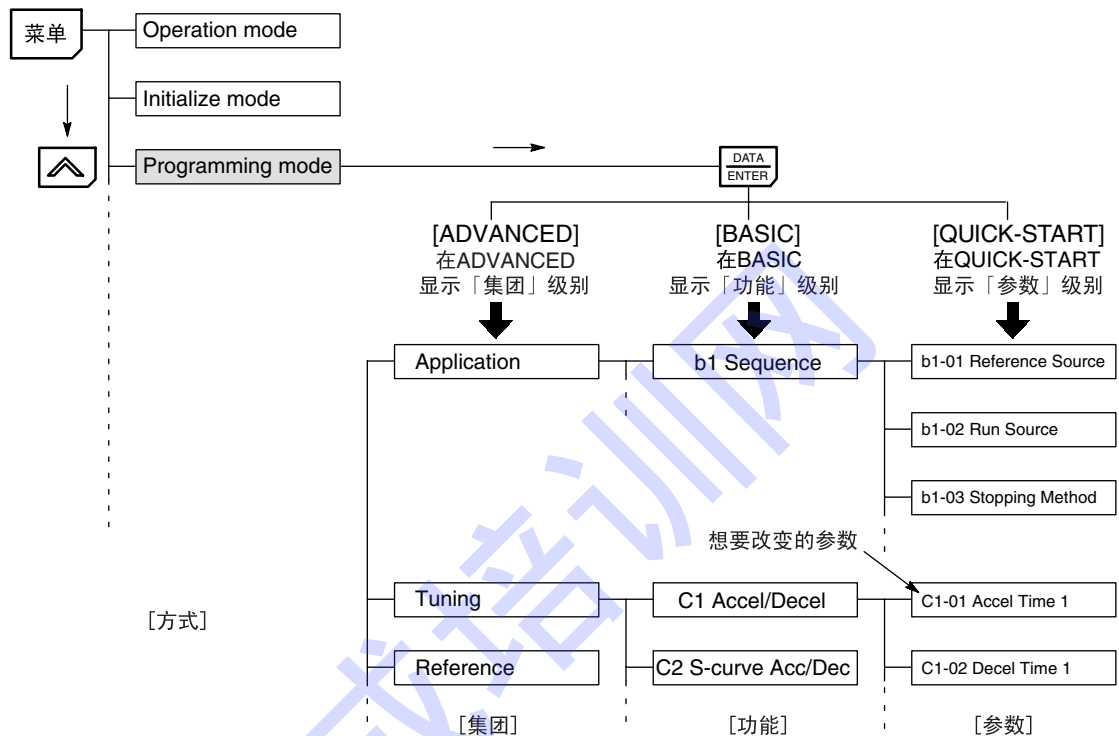 菜单
Operation mode
Initialize mode
Programming mode
DATA
ENTER
[ADVANCED]
在ADVANCED
显示「集团」级别
[BASIC]
在BASIC
显示「功能」级别
[QUICK-START]
在QUICK-START
显示「参数」级别
Application
b1 Sequence
b1-01 Reference Source
b1-02 Run Source
b1-03 Stopping Method
想要改变的参数
Tuning
C1 Accel/Decel
C1-01 Accel Time 1
[方式]
Reference
C2 S-curve Acc/Dec
C1-02 Decel Time 1
[集团]
[功能]
[参数]
培训网